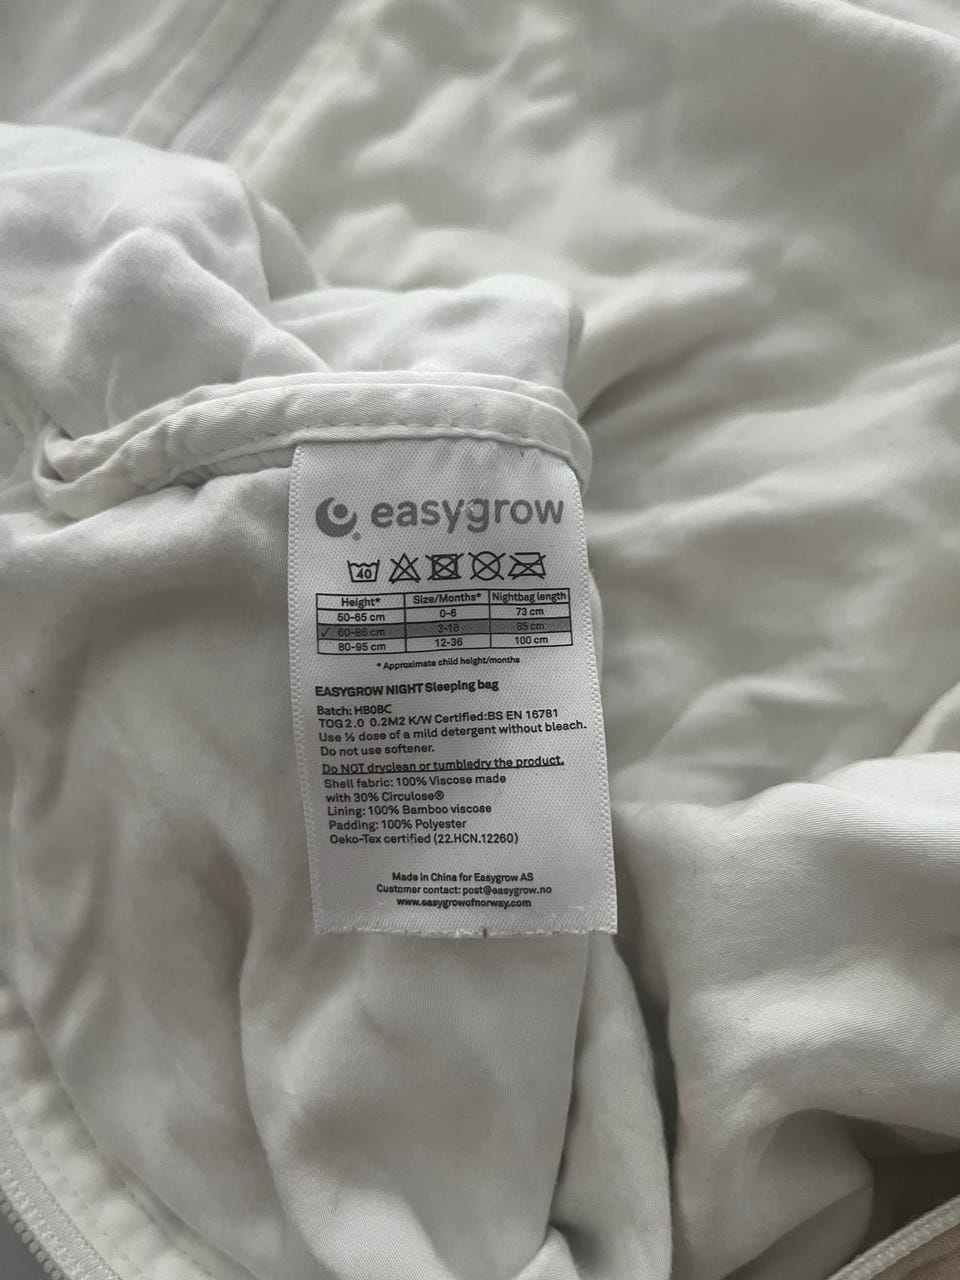 easygrow®
40
Height* Size/Months* Nightbag length
50-65 cm 0-6 73 cm
✓ 60-86 cm 3-18 85 cm
80-95 cm 12-36 100 cm
* Approximate child height/months
EASYGROW NIGHT Sleeping bag
Batch: HB0BC
TOG 2.0 0.2M2 K/W Certified:BS EN 16781
Use ½ dose of a mild detergent without bleach.
Do not use softener.
Do NOT dryclean or tumbledry the product.
Shell fabric: 100% Viscose made
with 30% Circulose®
Lining: 100% Bamboo viscose
Padding: 100% Polyester
Oeko-Tex certified (22.HCN.12260)
Made in China for Easygrow AS
Customer contact: post@easygrow.no
www.easygrowofnorway.com